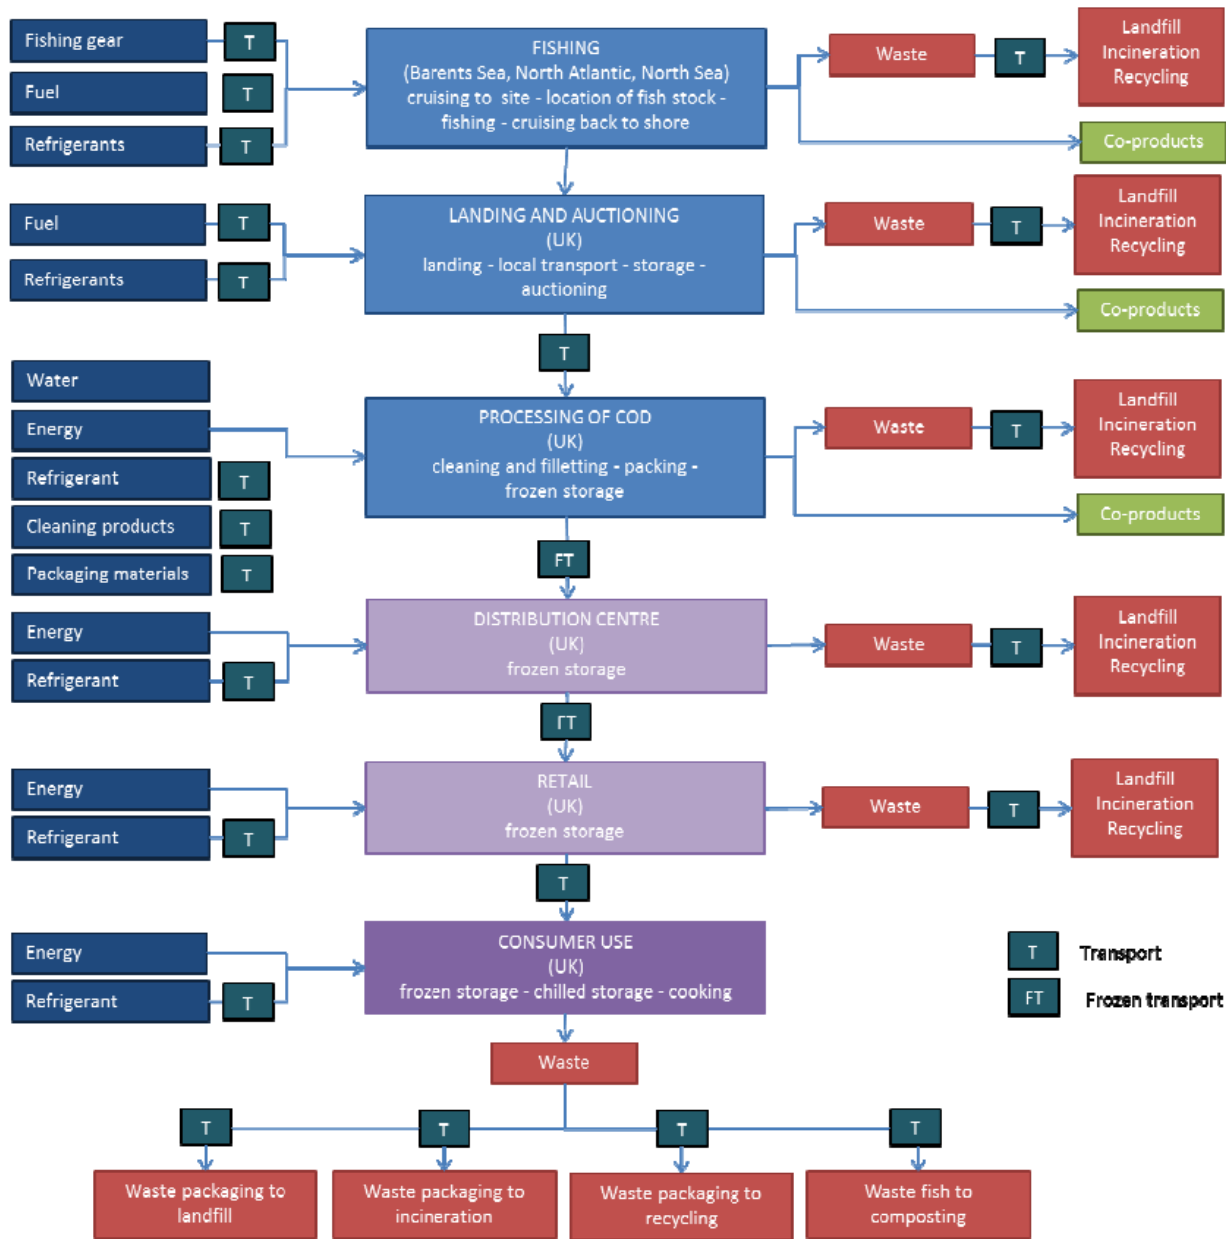 Fishing gear
T
Fuel
T
Refrigerants
T
FISHING
(Barents Sea, North Atlantic, North Sea)
cruising to site - location of fish stock -
fishing - cruising back to shore
Waste
T
Landfill
Incineration
Recycling
Co-products
Fuel
T
Refrigerants
T
LANDING AND AUCTIONING
(UK)
landing - local transport - storage -
auctioning
Waste
T
Landfill
Incineration
Recycling
Co-products
T
Water
Energy
Refrigerant
T
Cleaning products
T
Packaging materials
T
PROCESSING OF COD
(UK)
cleaning and filletting - packing -
frozen storage
Waste
T
Landfill
Incineration
Recycling
Co-products
FT
Energy
Refrigerant
T
DISTRIBUTION CENTRE
(UK)
frozen storage
Waste
T
Landfill
Incineration
Recycling
FT
Energy
Refrigerant
T
RETAIL
(UK)
frozen storage
Waste
T
Landfill
Incineration
Recycling
T
Energy
Refrigerant
T
CONSUMER USE
(UK)
frozen storage - chilled storage - cooking
T Transport
FT Frozen transport
Waste
T
T
T
T
Waste packaging to
landfill
Waste packaging to
incineration
Waste packaging to
recycling
Waste fish to
composting